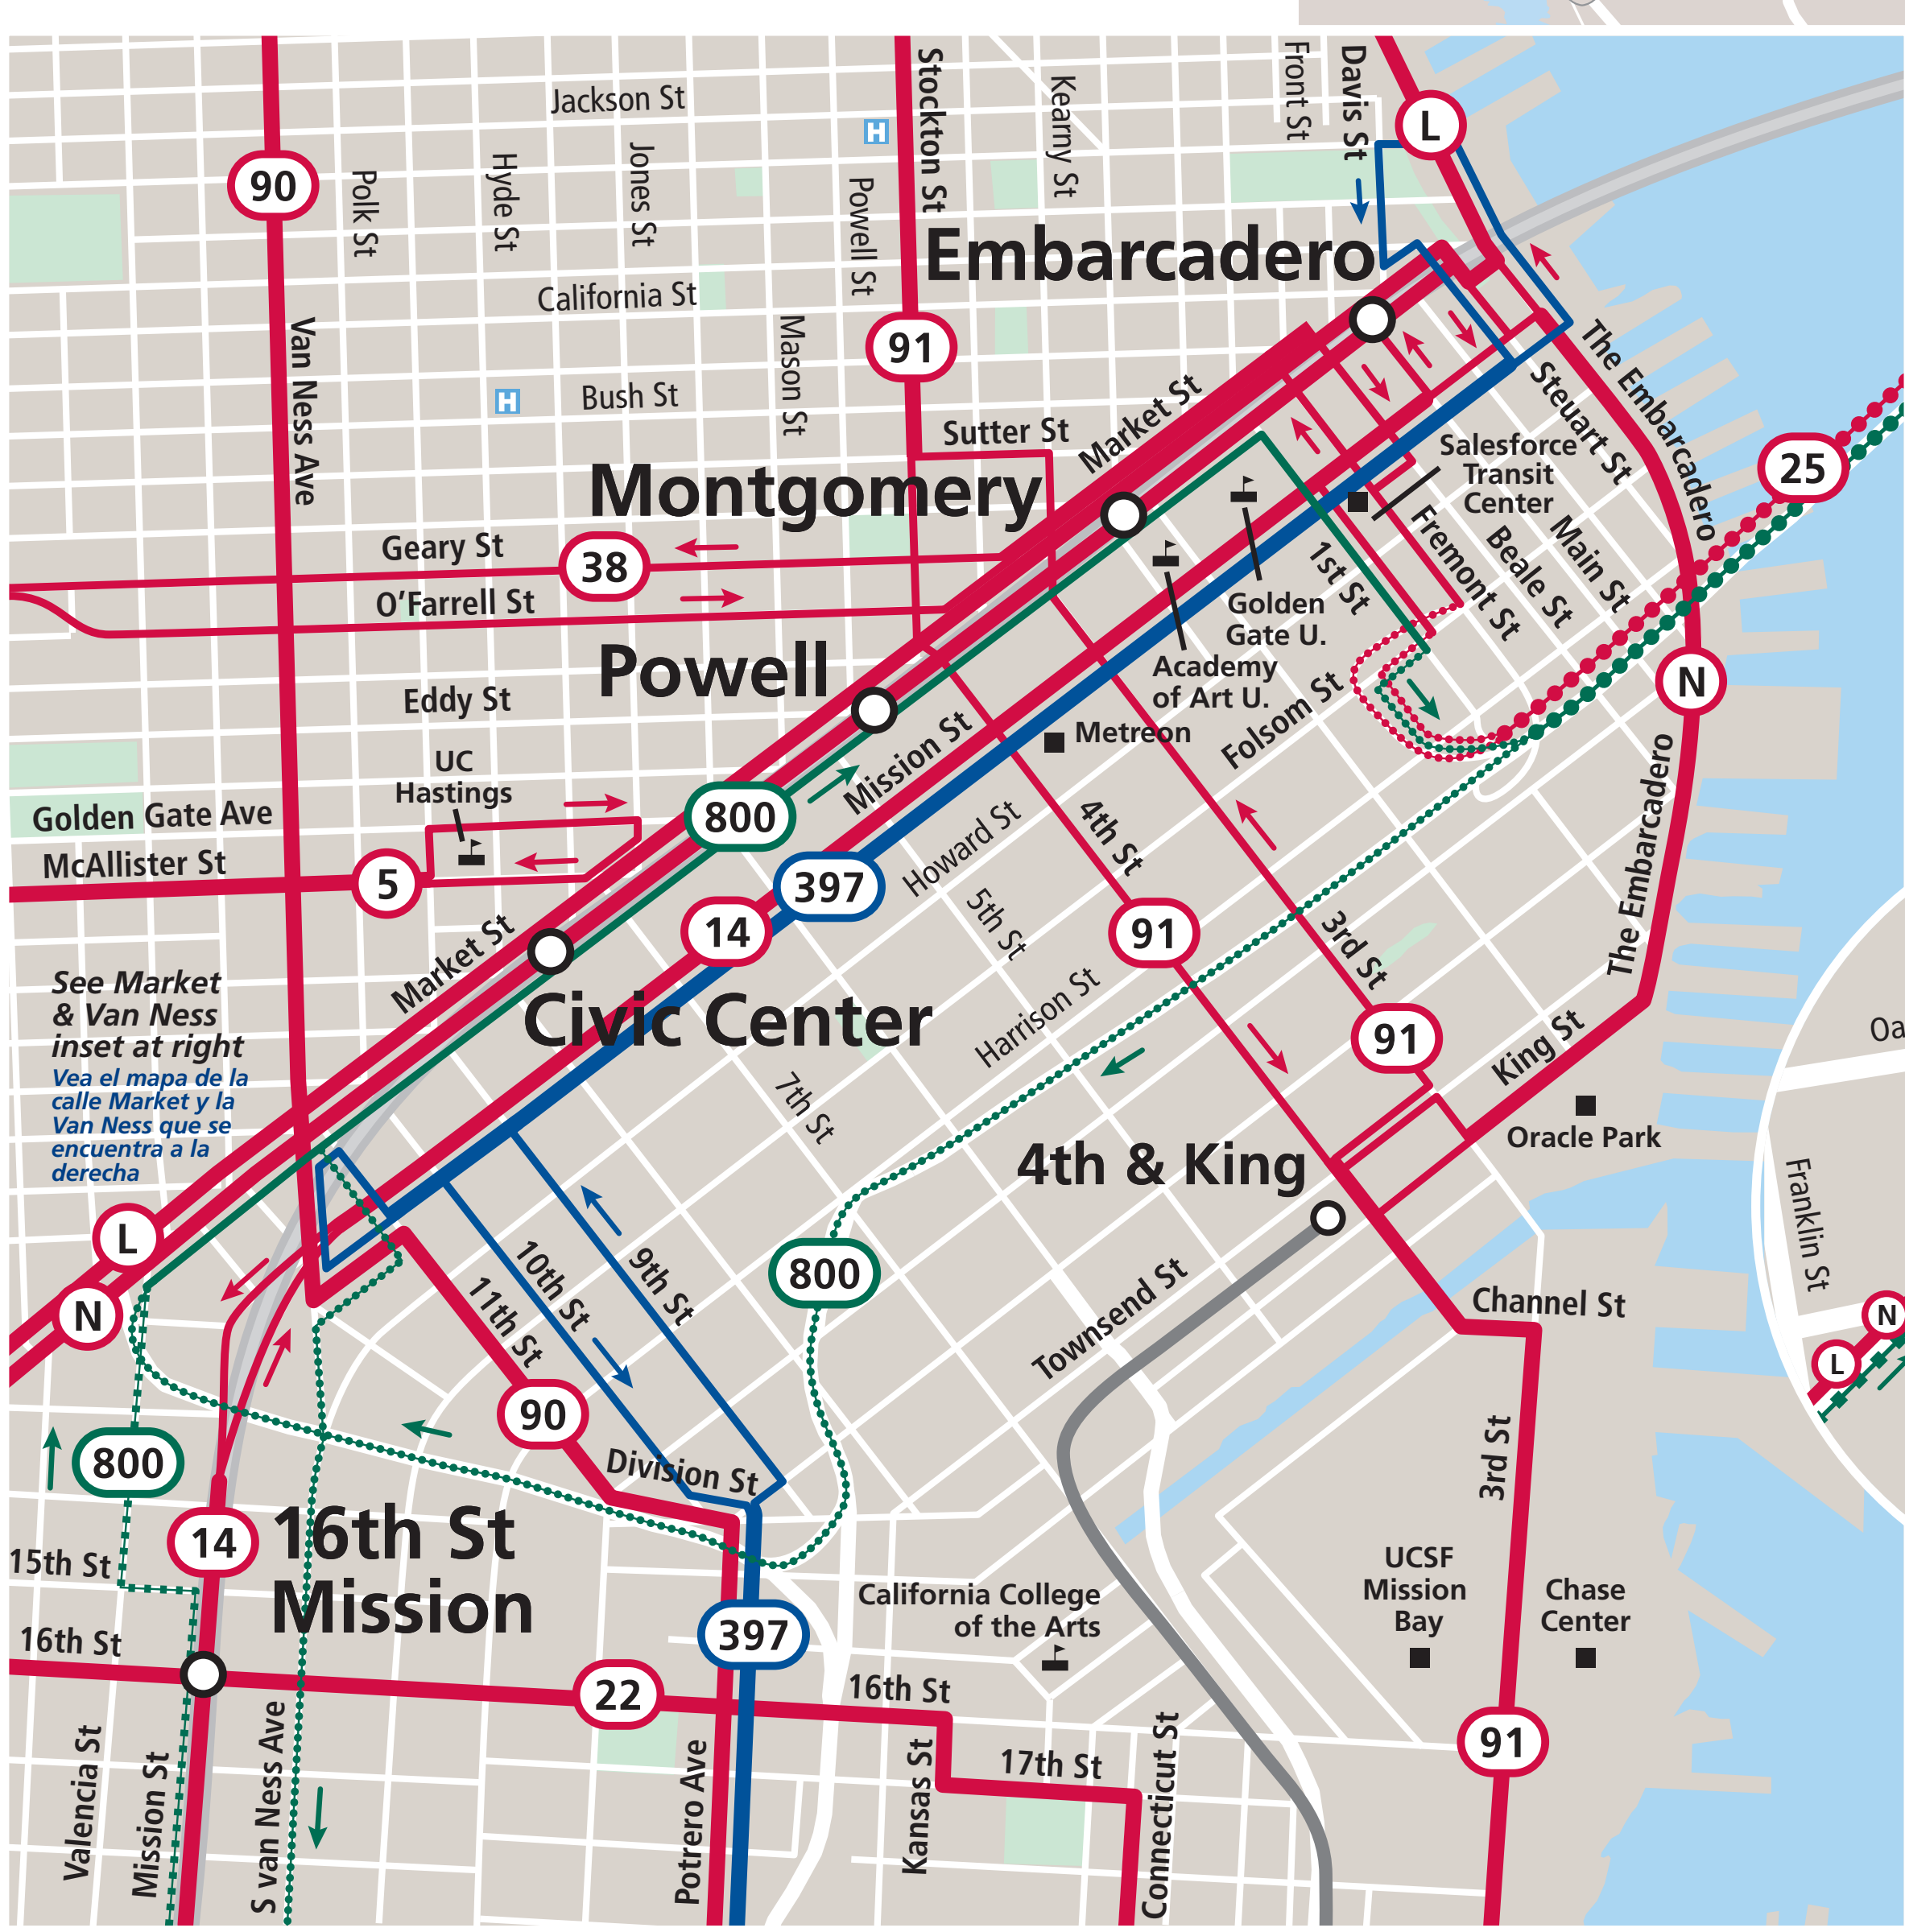 Jackson St
Polk St
Hyde St
Jones St
H
Powell St
Stockton St
Kearny St
Front St
Davis St
L
90
Embarcadero
California St
Mason St
91
Van Ness Ave
H
Bush St
Sutter St
Market St
The Embarcadero
Steuart St
Salesforce
Transit
Center
25
Montgomery
Geary St
38
O'Farrell St
Golden
Gate U.
Academy
of Art U.
1st St
Fremont St
Beale St
Main St
The Embarcadero
N
Powell
Eddy St
Metreon
Folsom St
Mission St
UC
Hastings
Golden Gate Ave
McAllister St
5
800
397
14
Howard St
4th St
5th St
91
3rd St
The Embarcadero
Market St
Civic Center
Harrison St
7th St
91
King St
Oracle Park
See Market
& Van Ness
inset at right
Vea el mapa de la
calle Market y la
Van Ness que se
encuentra a la
derecha
4th & King
Oa
Franklin St
L
N
N
L
800
9th St
10th St
11th St
Townsend St
Channel St
90
Division St
3rd St
800
14
16th St
Mission
15th St
16th St
397
California College
of the Arts
UCSF
Mission
Bay
Chase
Center
22
16th St
17th St
91
Valencia St
Mission St
S van Ness Ave
Potrero Ave
Kansas St
Connecticut St